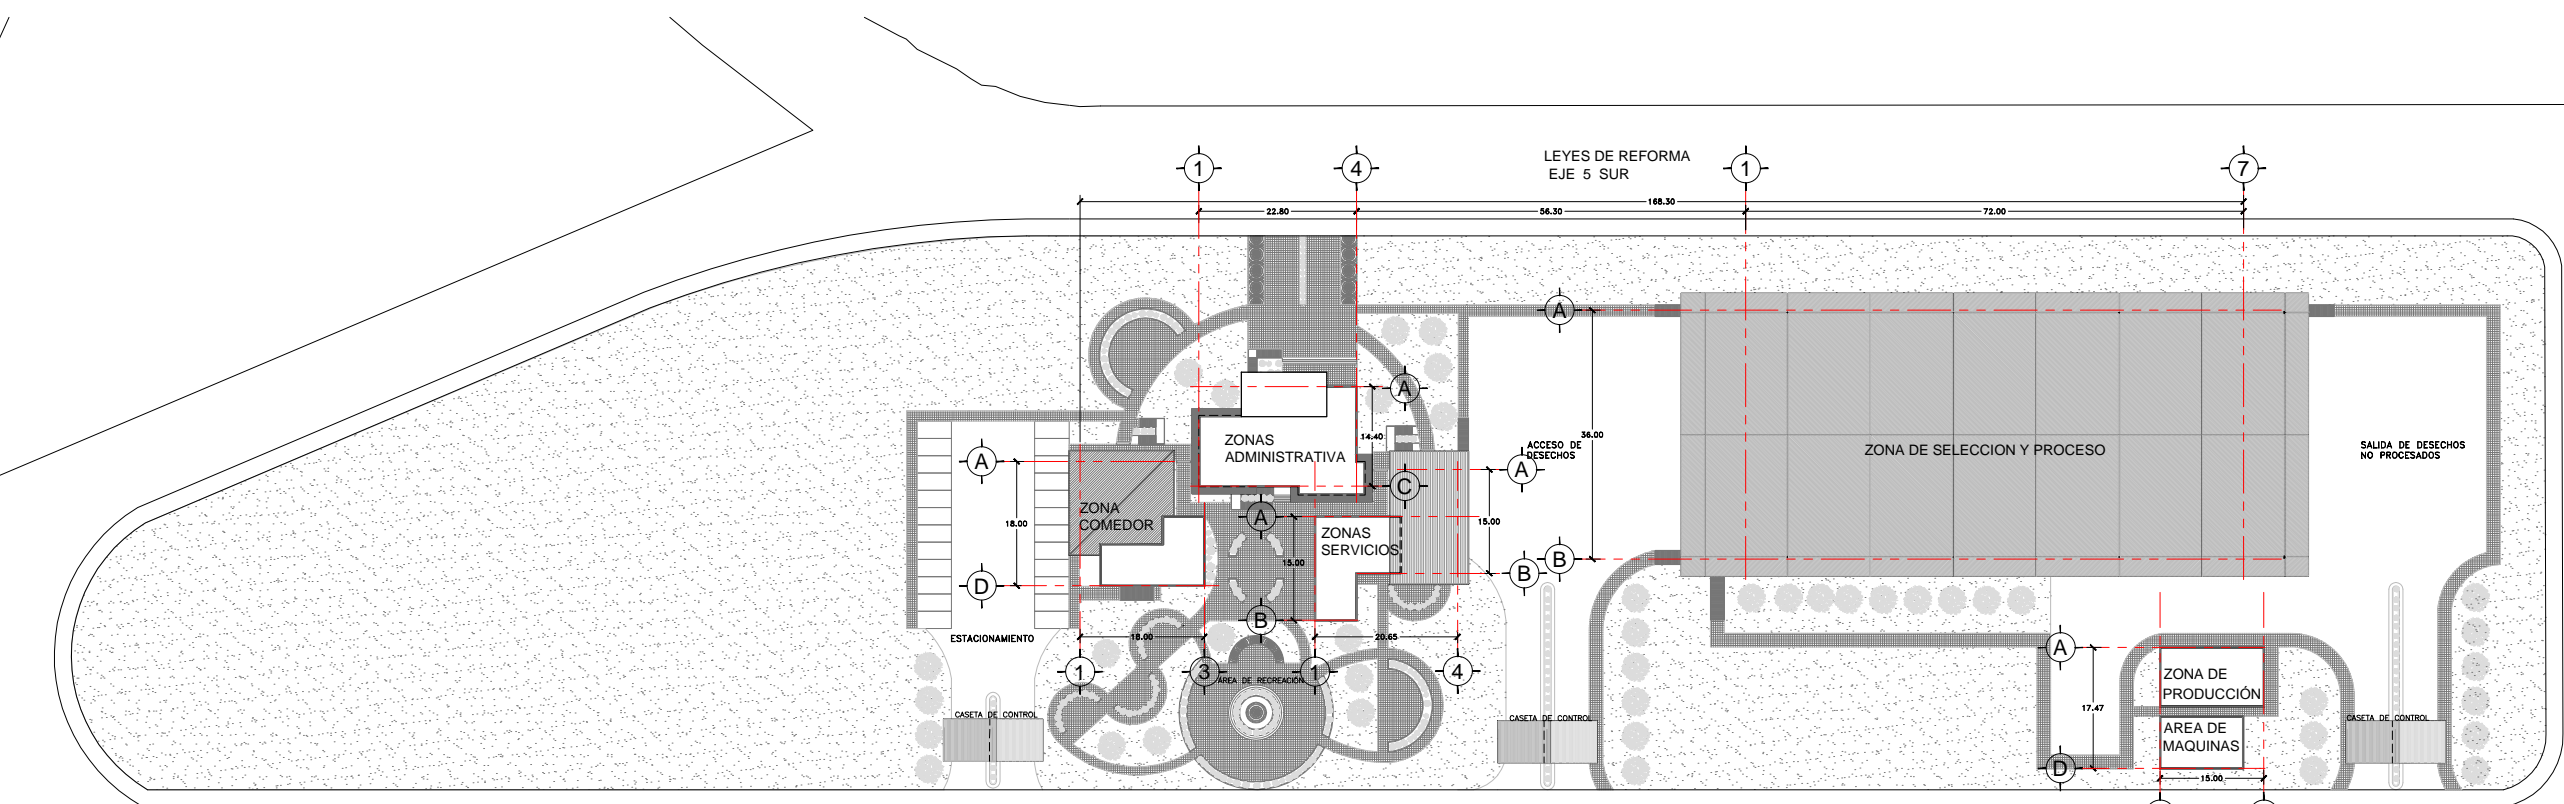 LEYES DE REFORMA
EJE 5 SUR
1
4
1
7
168.30
22.80
56.30
72.00
A
A
36.00
ZONAS
ADMINISTRATIVA
14.40
ACCESO DE
DESECHOS
ZONA DE SELECCION Y PROCESO
SALIDA DE DESECHOS
NO PROCESADOS
A
A
C
ZONA
COMEDOR
18.00
A
ZONAS
SERVICIOS
15.00
15.00
B
B
D
B
ESTACIONAMIENTO
18.00
20.65
1
3
1
4
AREA DE RECREACION
A
ZONA DE
PRODUCCIÓN
17.47
CASETA DE CONTROL
CASETA DE CONTROL
CASETA DE CONTROL
AREA DE
MAQUINAS
D
15.00